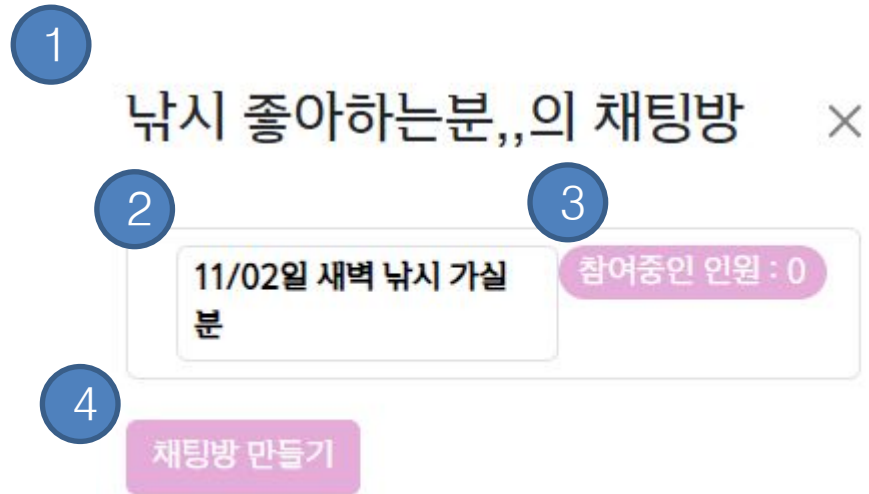 1
낚시 좋아하는분,,의 채팅방 ×
2
3
11/02일 새벽 낚시 가실
분
참여중인 인원 : 0
4
채팅방 만들기